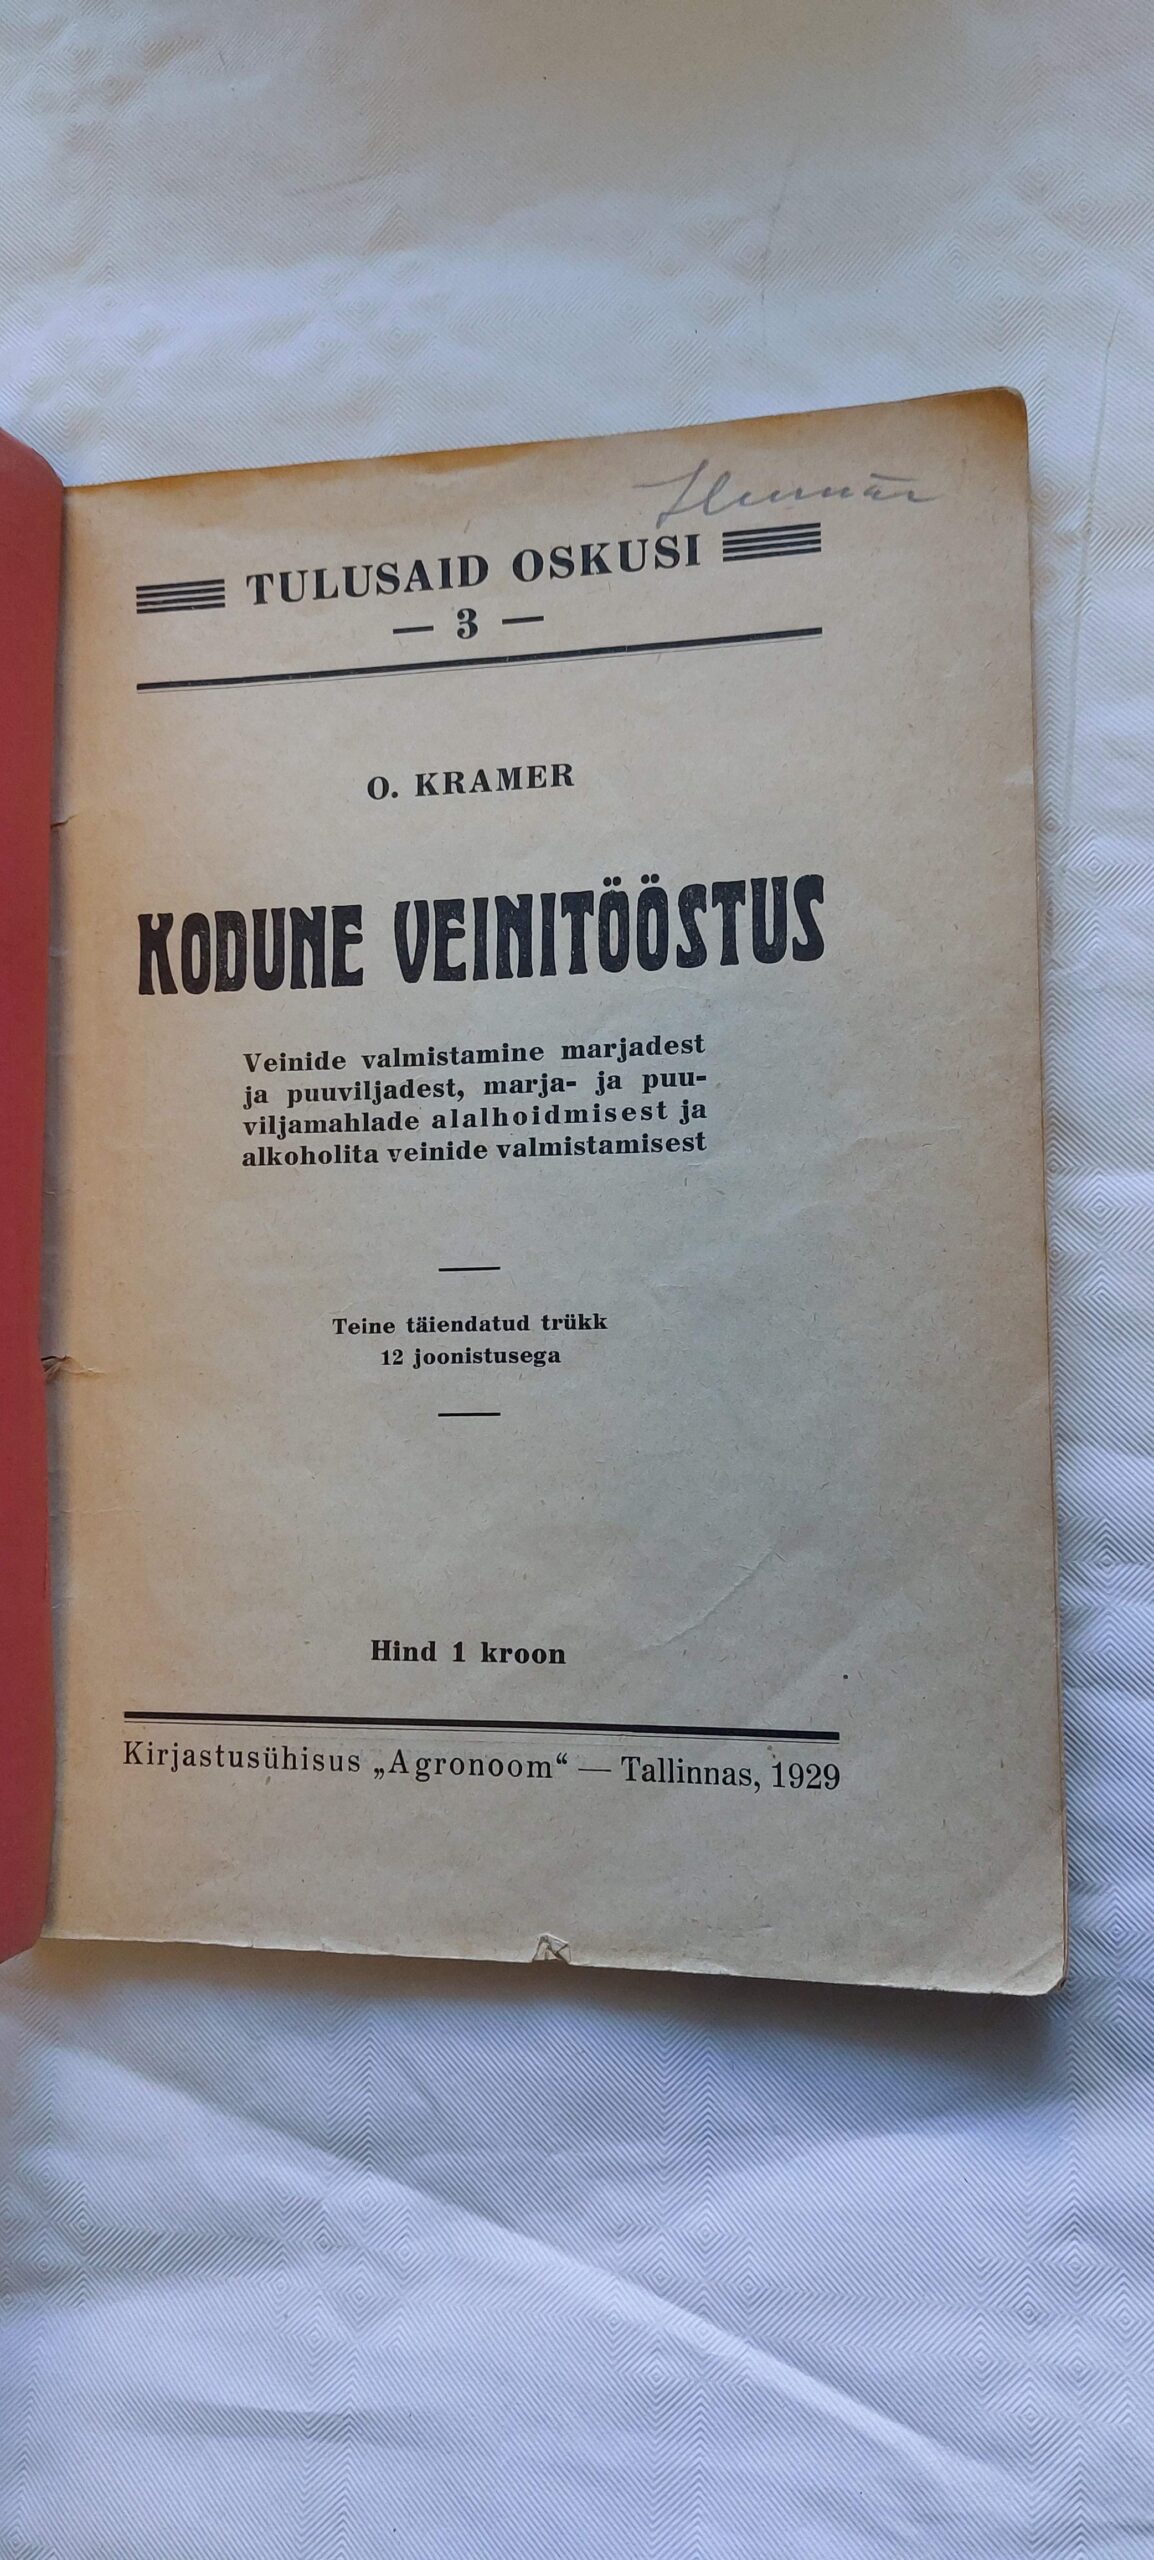 TULUSAID OSKUSI
— 3 —
O. KRAMER
KODUNE VEINITÖÖSTUS
Veinide valmistamine marjadest
ja puuviljadest, marja- ja puu-
viljamahlade alalhoidmisest ja
alkoholita veinide valmistamisest
Teine täiendatud trükk
12 joonistusega
Hind 1 kroon
Kirjastusühisus „Agronoom“ — Tallinnas, 1929